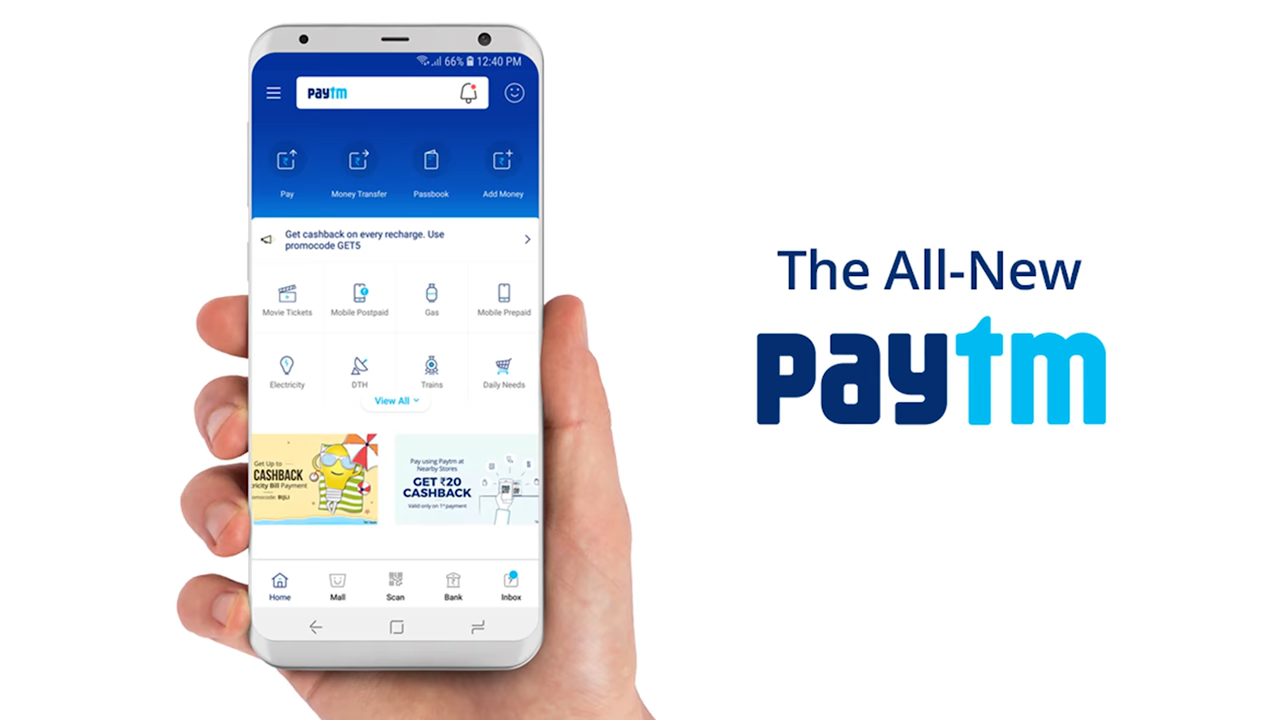 66% 12:40 PM
paytm
Pay
Money Transfer
Passbook
Add Money
Get cashback on every recharge. Use
promocode GET5
Movie Tickets
Mobile Postpaid
Gas
Mobile Prepaid
Electricity
DTH
Trains
Daily Needs
View All
Get Up to
CASHBACK
ricity Bill Payment
omocode: BIJLI
Pay using Paytm at
Nearby Stores
GET ₹20
CASHBACK
Valid only on 1st payment
Home
Mall
Scan
Bank
Inbox
The All-New
paytm